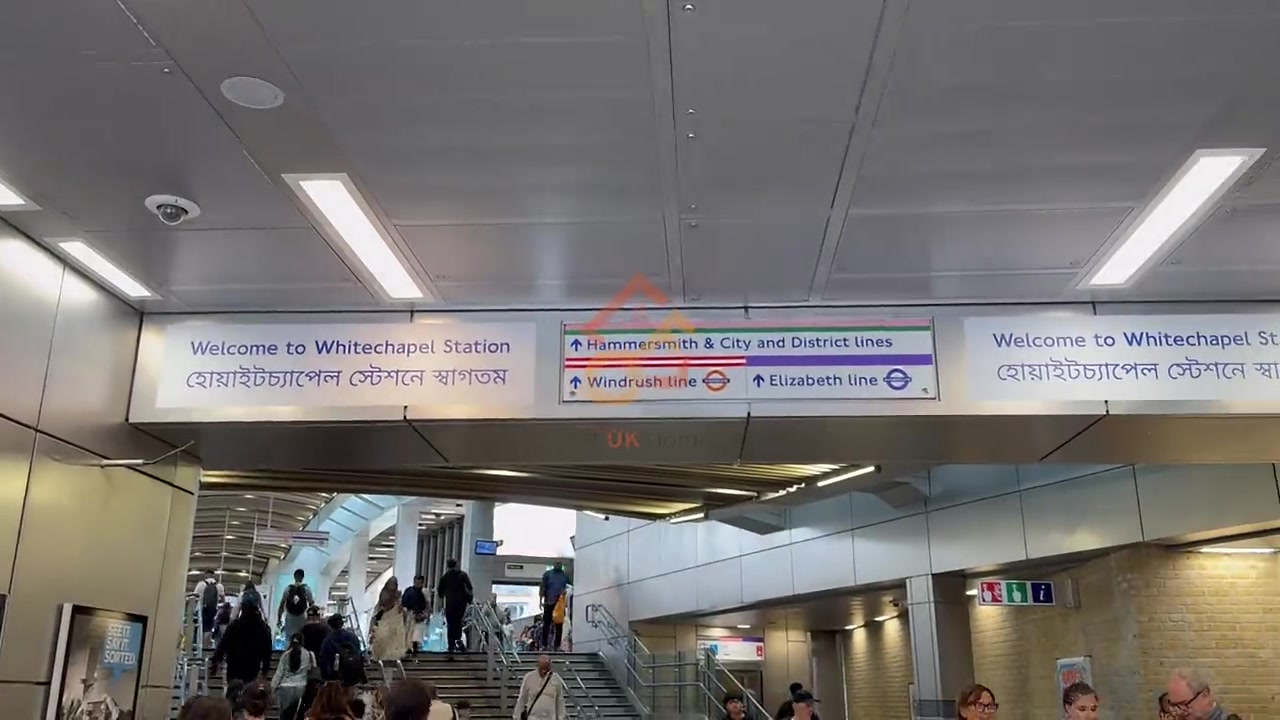 Welcome to Whitechapel Station
হোয়াইটচ্যাপেল স্টেশনে স্বাগতম
Hammersmith & City and District lines
Windrush line
Elizabeth line
Welcome to Whitechapel St
হোয়াইটচ্যাপেল স্টেশনে স্বা
UK
SEE IT.
SAY IT.
SORTED.